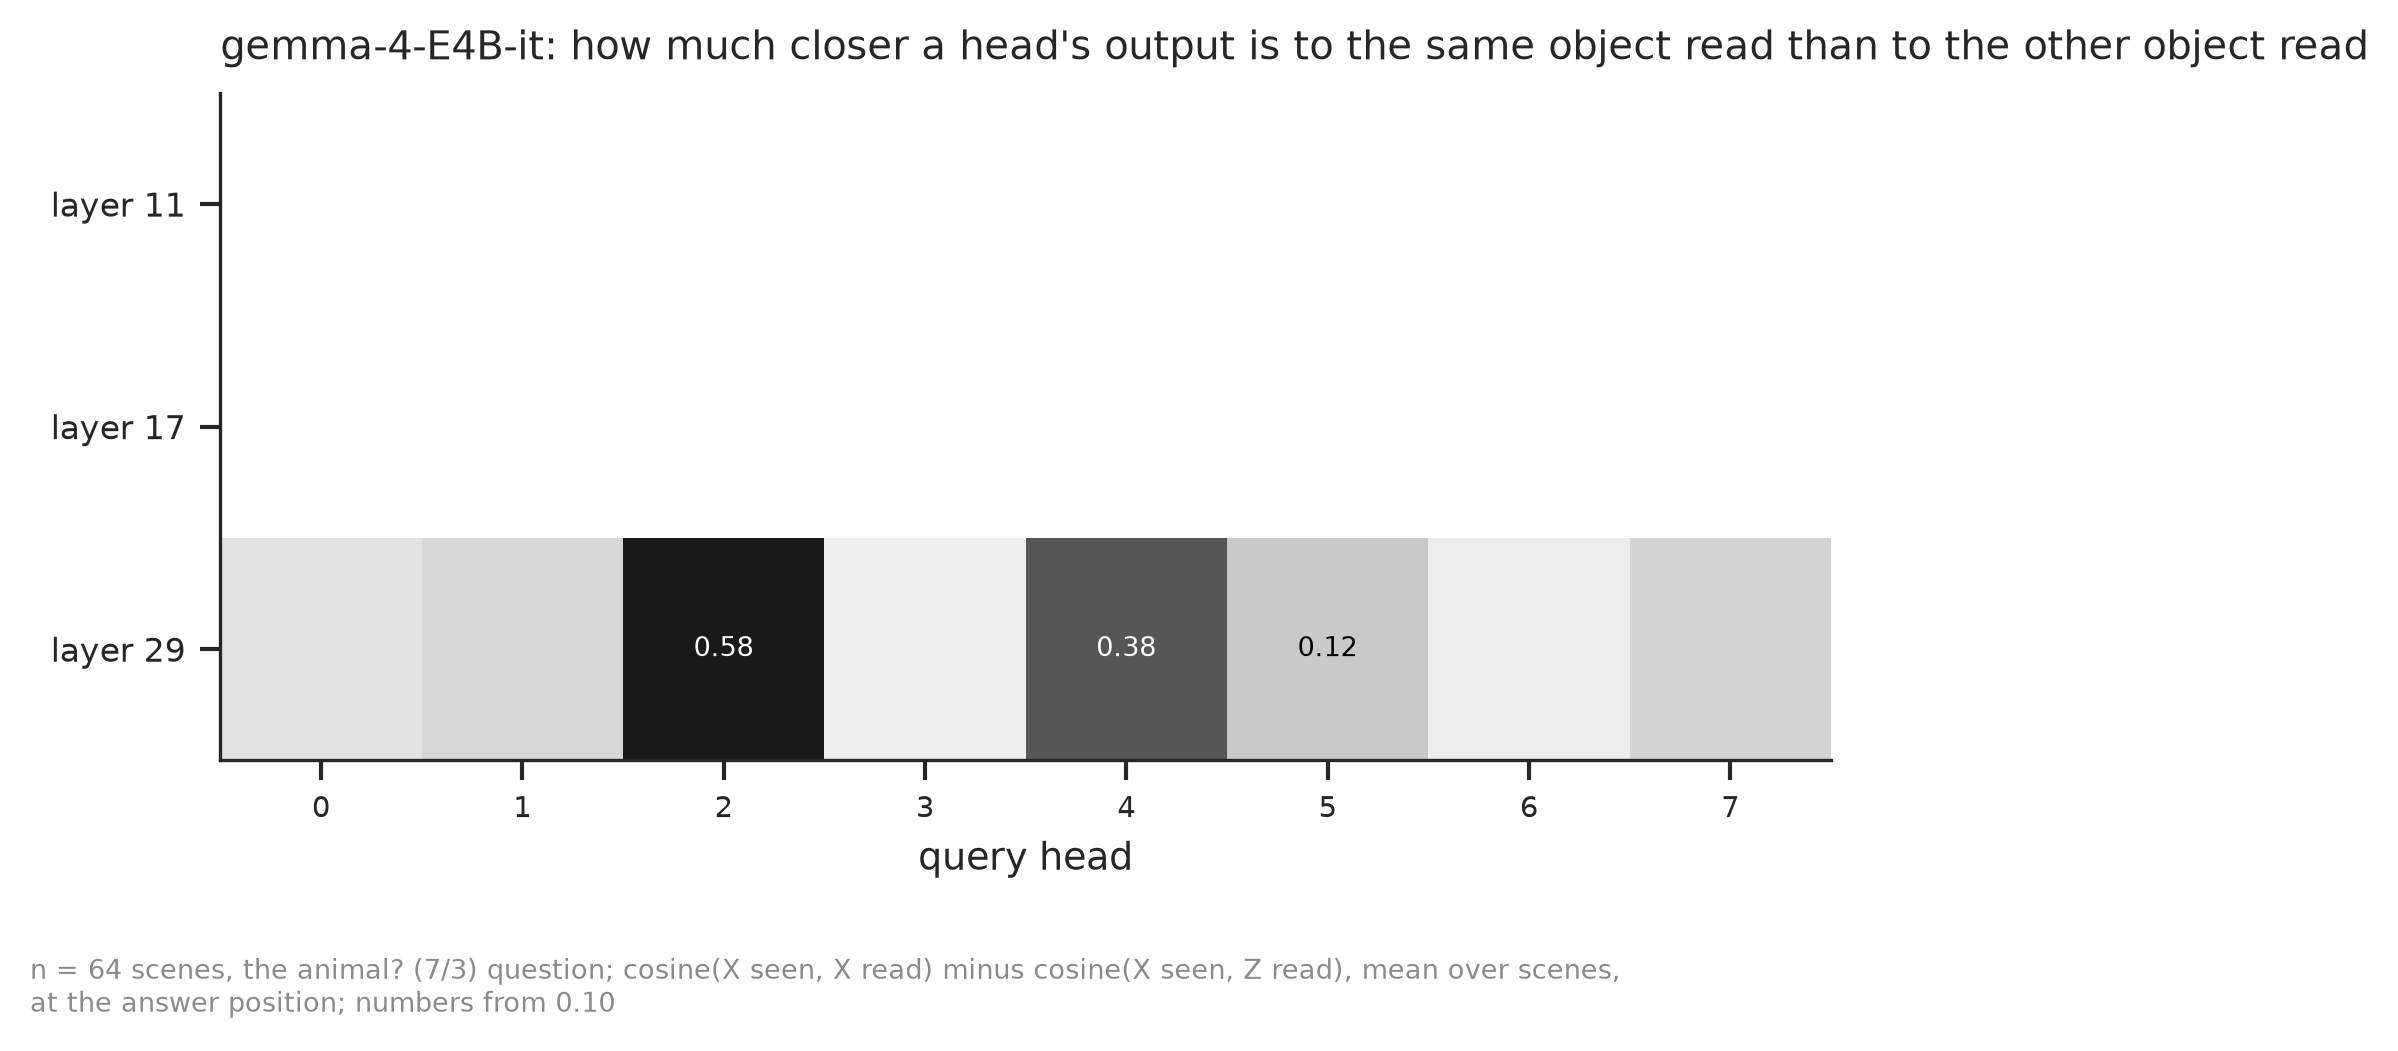 gemma-4-E4B-it: how much closer a head's output is to the same object read than to the other object read
layer 11
layer 17
layer 29
0.58
0.38
0.12
0
1
2
3
4
5
6
7
query head
n = 64 scenes, the animal? (7/3) question; cosine(X seen, X read) minus cosine(X seen, Z read), mean over scenes,
at the answer position; numbers from 0.10